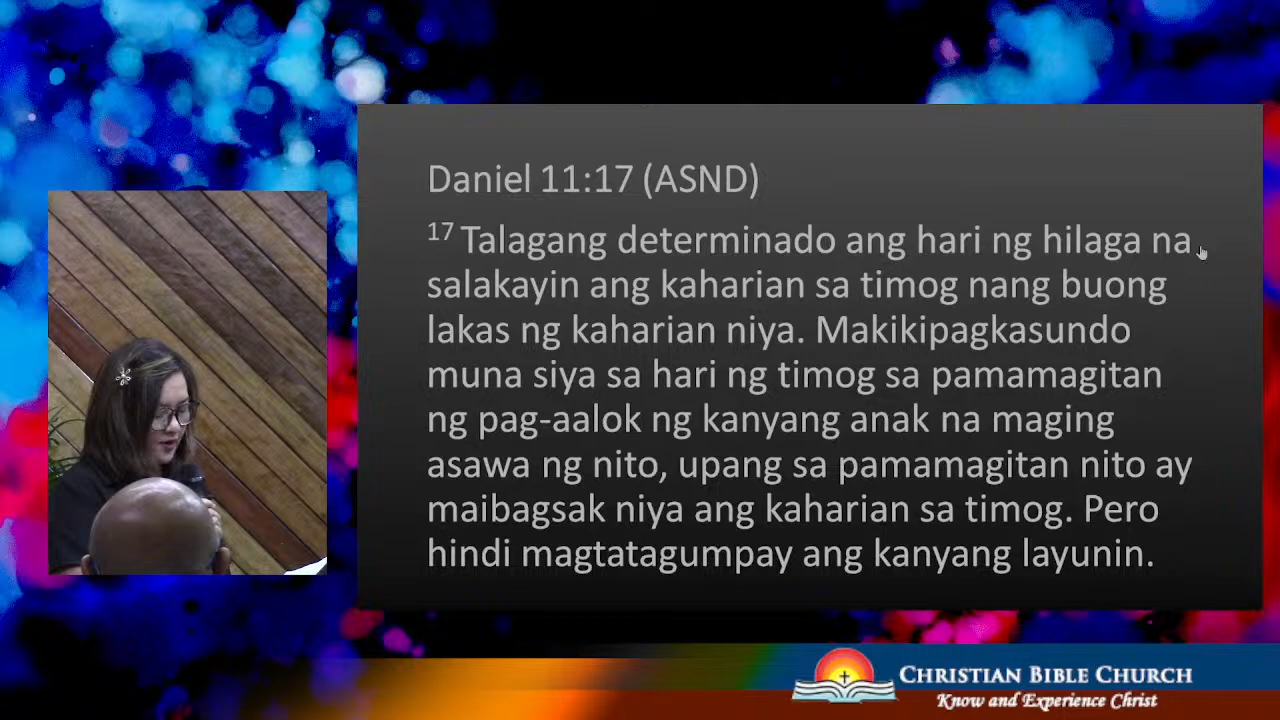 Daniel 11:17 (ASND)
17 Talagang determinado ang hari ng hilaga na
salakayin ang kaharian sa timog nang buong
lakas ng kaharian niya. Makikipagkasundo
muna siya sa hari ng timog sa pamamagitan
ng pag-aalok ng kanyang anak na maging
asawa ng nito, upang sa pamamagitan nito ay
maibagsak niya ang kaharian sa timog. Pero
hindi magtatagumpay ang kanyang layunin.
CHRISTIAN BIBLE CHURCH
Know and Experience Christ